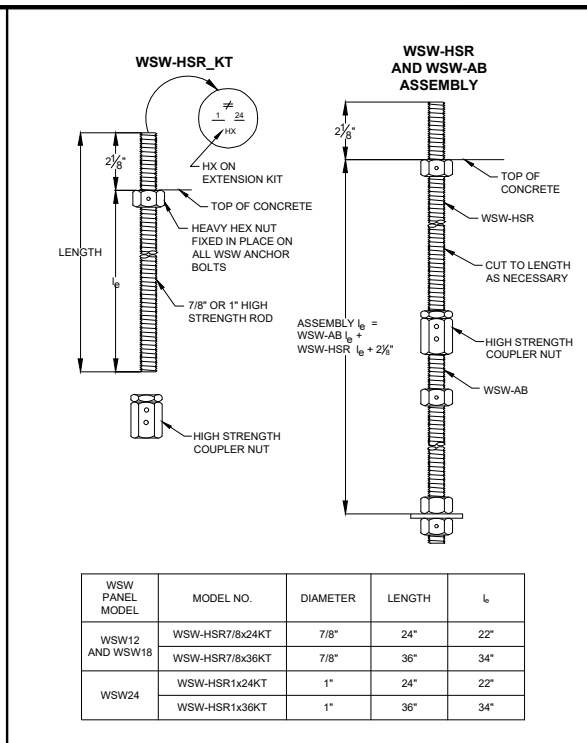 WSW-HSR_KT
≠
1 24
HX
2⅛"
HX ON
EXTENSION KIT
TOP OF CONCRETE
HEAVY HEX NUT
FIXED IN PLACE ON
ALL WSW ANCHOR
BOLTS
LENGTH
le
7/8" OR 1" HIGH
STRENGTH ROD
HIGH STRENGTH
COUPLER NUT
WSW-HSR
AND WSW-AB
ASSEMBLY
2⅛"
TOP OF
CONCRETE
WSW-HSR
CUT TO LENGTH
AS NECESSARY
ASSEMBLY le =
WSW-AB le +
WSW-HSR le + 2⅛"
HIGH STRENGTH
COUPLER NUT
WSW-AB
WSW
PANEL
MODEL
MODEL NO.
DIAMETER
LENGTH
le
WSW12
AND WSW18
WSW-HSR7/8x24KT 7/8" 24" 22"
WSW-HSR7/8x36KT 7/8" 36" 34"
WSW24
WSW-HSR1x24KT 1" 24" 22"
WSW-HSR1x36KT 1" 36" 34"